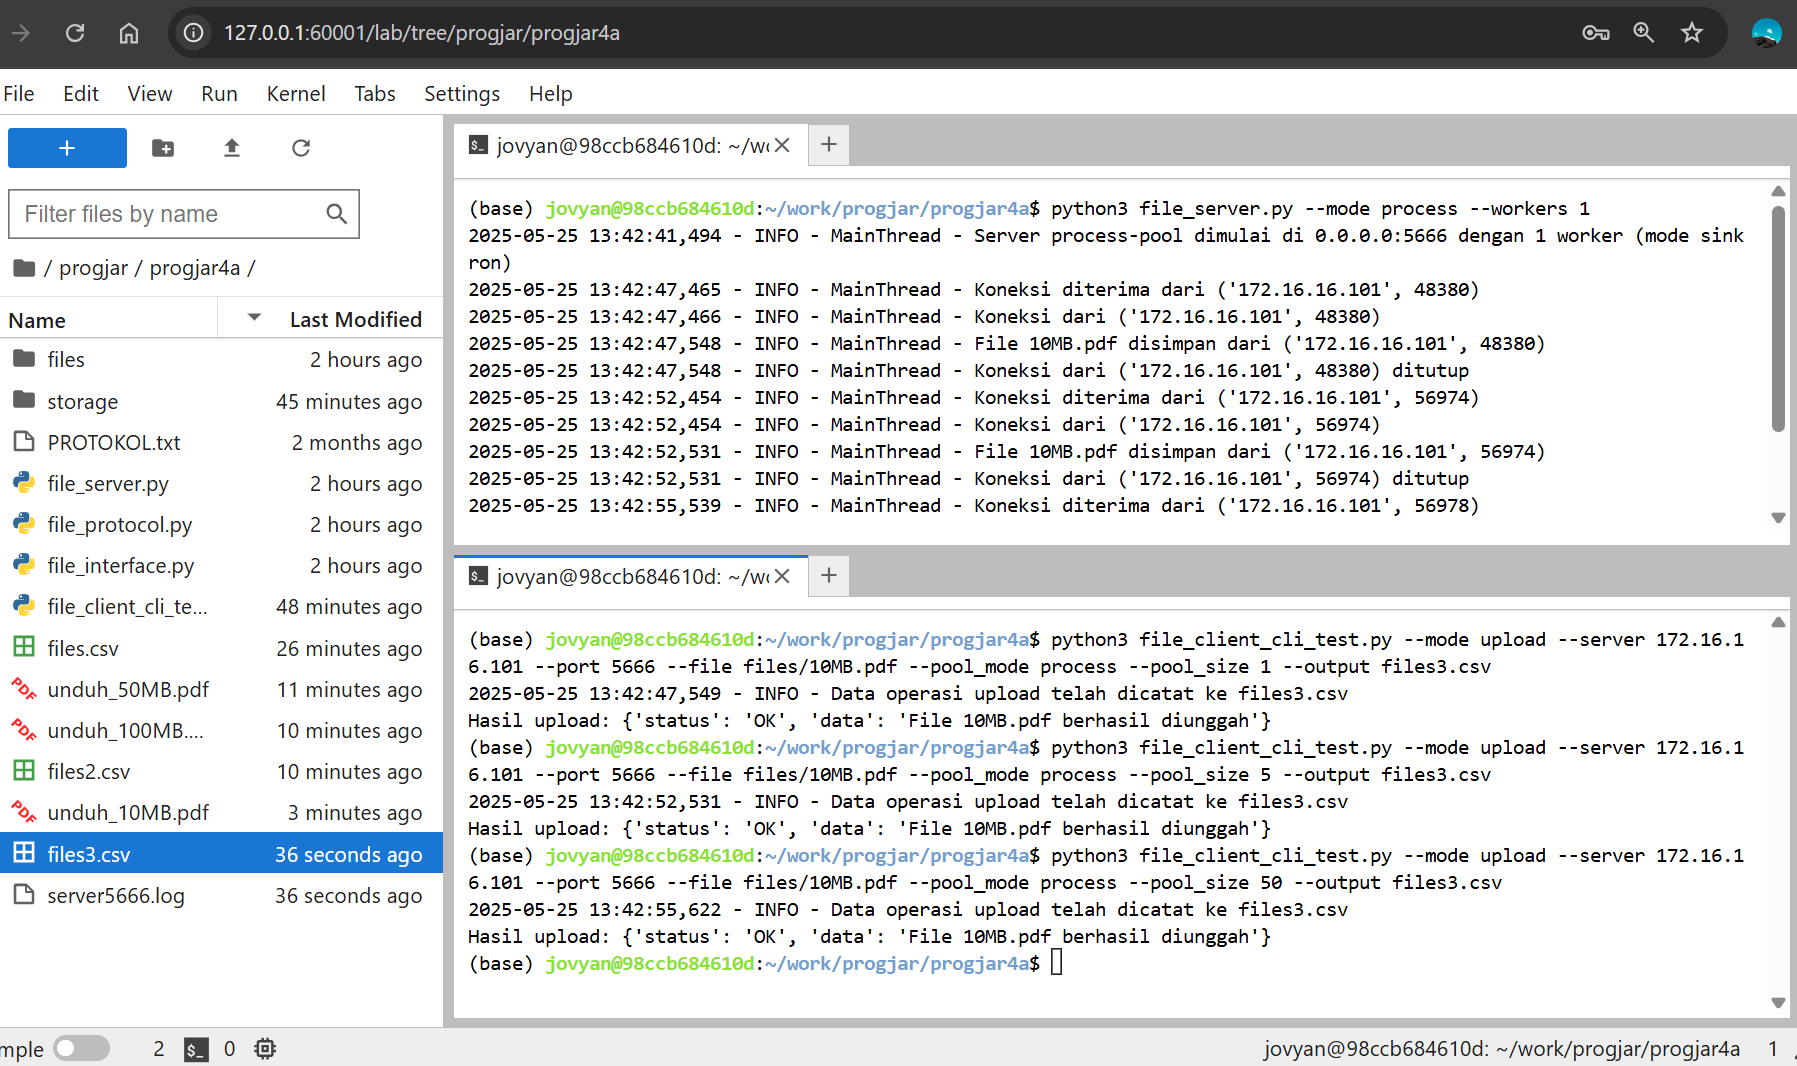 127.0.0.1:60001/lab/tree/progjar/progjar4a
File Edit View Run Kernel Tabs Settings Help
+
Filter files by name
/ progjar / progjar4a /
Name Last Modified
files 2 hours ago
storage 45 minutes ago
PROTOKOL.txt 2 months ago
file_server.py 2 hours ago
file_protocol.py 2 hours ago
file_interface.py 2 hours ago
file_client_cli_te... 48 minutes ago
files.csv 26 minutes ago
PDF unduh_50MB.pdf 11 minutes ago
PDF unduh_100MB.... 10 minutes ago
files2.csv 10 minutes ago
PDF unduh_10MB.pdf 3 minutes ago
files3.csv 36 seconds ago
server5666.log 36 seconds ago
$_ jovyan@98ccb684610d: ~/wo
(base) jovyan@98ccb684610d:~/work/progjar/progjar4a$ python3 file_server.py --mode process --workers 1
2025-05-25 13:42:41,494 - INFO - MainThread - Server process-pool dimulai di 0.0.0.0:5666 dengan 1 worker (mode sink
ron)
2025-05-25 13:42:47,465 - INFO - MainThread - Koneksi diterima dari ('172.16.16.101', 48380)
2025-05-25 13:42:47,466 - INFO - MainThread - Koneksi dari ('172.16.16.101', 48380)
2025-05-25 13:42:47,548 - INFO - MainThread - File 10MB.pdf disimpan dari ('172.16.16.101', 48380)
2025-05-25 13:42:47,548 - INFO - MainThread - Koneksi dari ('172.16.16.101', 48380) ditutup
2025-05-25 13:42:52,454 - INFO - MainThread - Koneksi diterima dari ('172.16.16.101', 56974)
2025-05-25 13:42:52,454 - INFO - MainThread - Koneksi dari ('172.16.16.101', 56974)
2025-05-25 13:42:52,531 - INFO - MainThread - File 10MB.pdf disimpan dari ('172.16.16.101', 56974)
2025-05-25 13:42:52,531 - INFO - MainThread - Koneksi dari ('172.16.16.101', 56974) ditutup
2025-05-25 13:42:55,539 - INFO - MainThread - Koneksi diterima dari ('172.16.16.101', 56978)
$_ jovyan@98ccb684610d: ~/wo
(base) jovyan@98ccb684610d:~/work/progjar/progjar4a$ python3 file_client_cli_test.py --mode upload --server 172.16.1
6.101 --port 5666 --file files/10MB.pdf --pool_mode process --pool_size 1 --output files3.csv
2025-05-25 13:42:47,549 - INFO - Data operasi upload telah dicatat ke files3.csv
Hasil upload: {'status': 'OK', 'data': 'File 10MB.pdf berhasil diunggah'}
(base) jovyan@98ccb684610d:~/work/progjar/progjar4a$ python3 file_client_cli_test.py --mode upload --server 172.16.1
6.101 --port 5666 --file files/10MB.pdf --pool_mode process --pool_size 5 --output files3.csv
2025-05-25 13:42:52,531 - INFO - Data operasi upload telah dicatat ke files3.csv
Hasil upload: {'status': 'OK', 'data': 'File 10MB.pdf berhasil diunggah'}
(base) jovyan@98ccb684610d:~/work/progjar/progjar4a$ python3 file_client_cli_test.py --mode upload --server 172.16.1
6.101 --port 5666 --file files/10MB.pdf --pool_mode process --pool_size 50 --output files3.csv
2025-05-25 13:42:55,622 - INFO - Data operasi upload telah dicatat ke files3.csv
Hasil upload: {'status': 'OK', 'data': 'File 10MB.pdf berhasil diunggah'}
(base) jovyan@98ccb684610d:~/work/progjar/progjar4a$
mple 2 $_ 0 jovyan@98ccb684610d: ~/work/progjar/progjar4a 1